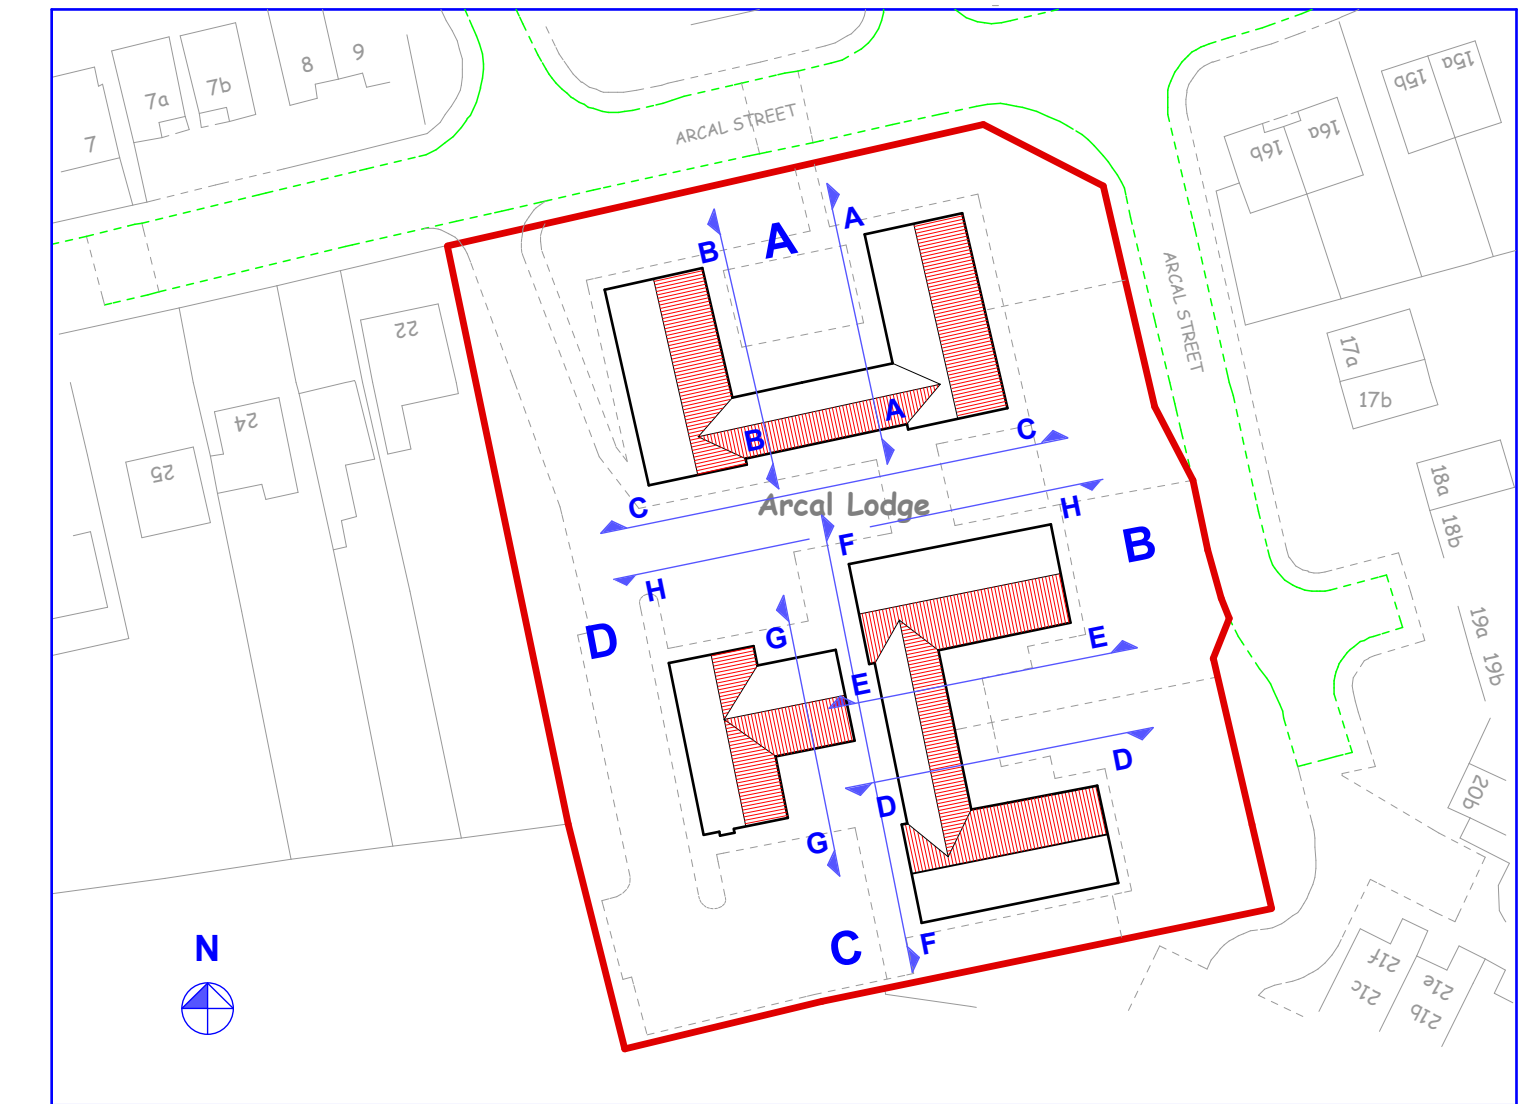 7
7a
7b
8
9
ARCAL STREET
15b
15a
16b
16a
A
A
B
A
ARCAL STREET
22
17a
17b
24
25
A
B
C
C
Arcal Lodge
H
F
B
18a
18b
H
D
G
E
19a
19b
E
D
D
20b
G
C
F
N
21f
21e
21c
21b